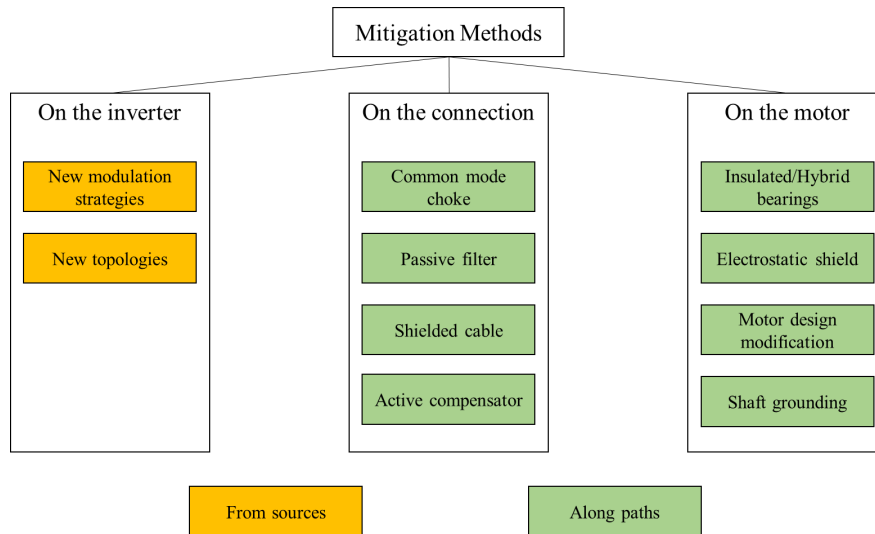 Mitigation Methods
On the inverter
New modulation
strategies
New topologies
On the connection
Common mode
choke
Passive filter
Shielded cable
Active compensator
On the motor
Insulated/Hybrid
bearings
Electrostatic shield
Motor design
modification
Shaft grounding
From sources
Along paths